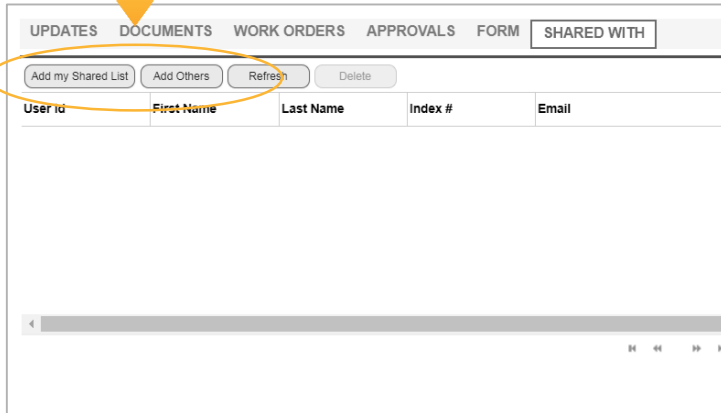 UPDATES DOCUMENTS WORK ORDERS APPROVALS FORM SHARED WITH
Add my Shared List Add Others Refresh Delete
User Id First Name Last Name Index # Email